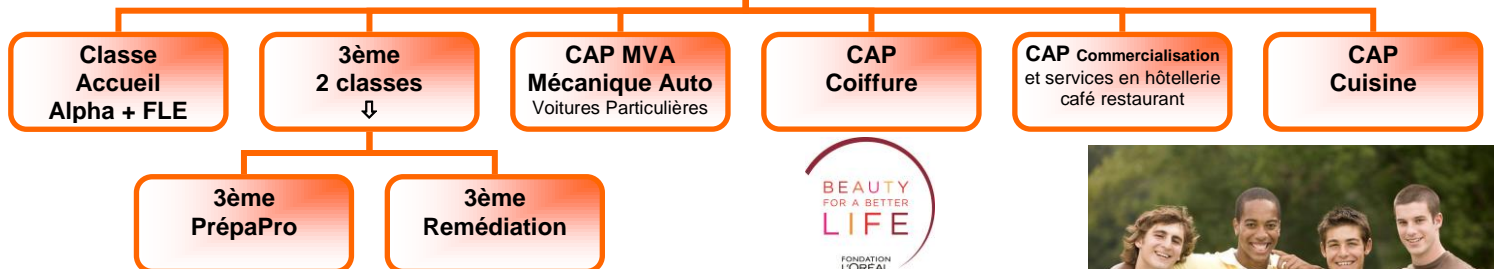 Classe
Accueil
Alpha + FLE
3ème
2 classes
⇩
CAP MVA
Mécanique Auto
Voitures Particulières
CAP
Coiffure
CAP Commercialisation
et services en hôtellerie
café restaurant
CAP
Cuisine
3ème
PrépaPro
3ème
Remédiation
BEAUTY
FOR A BETTER
LIFE
FONDATION
L'ORÉAL